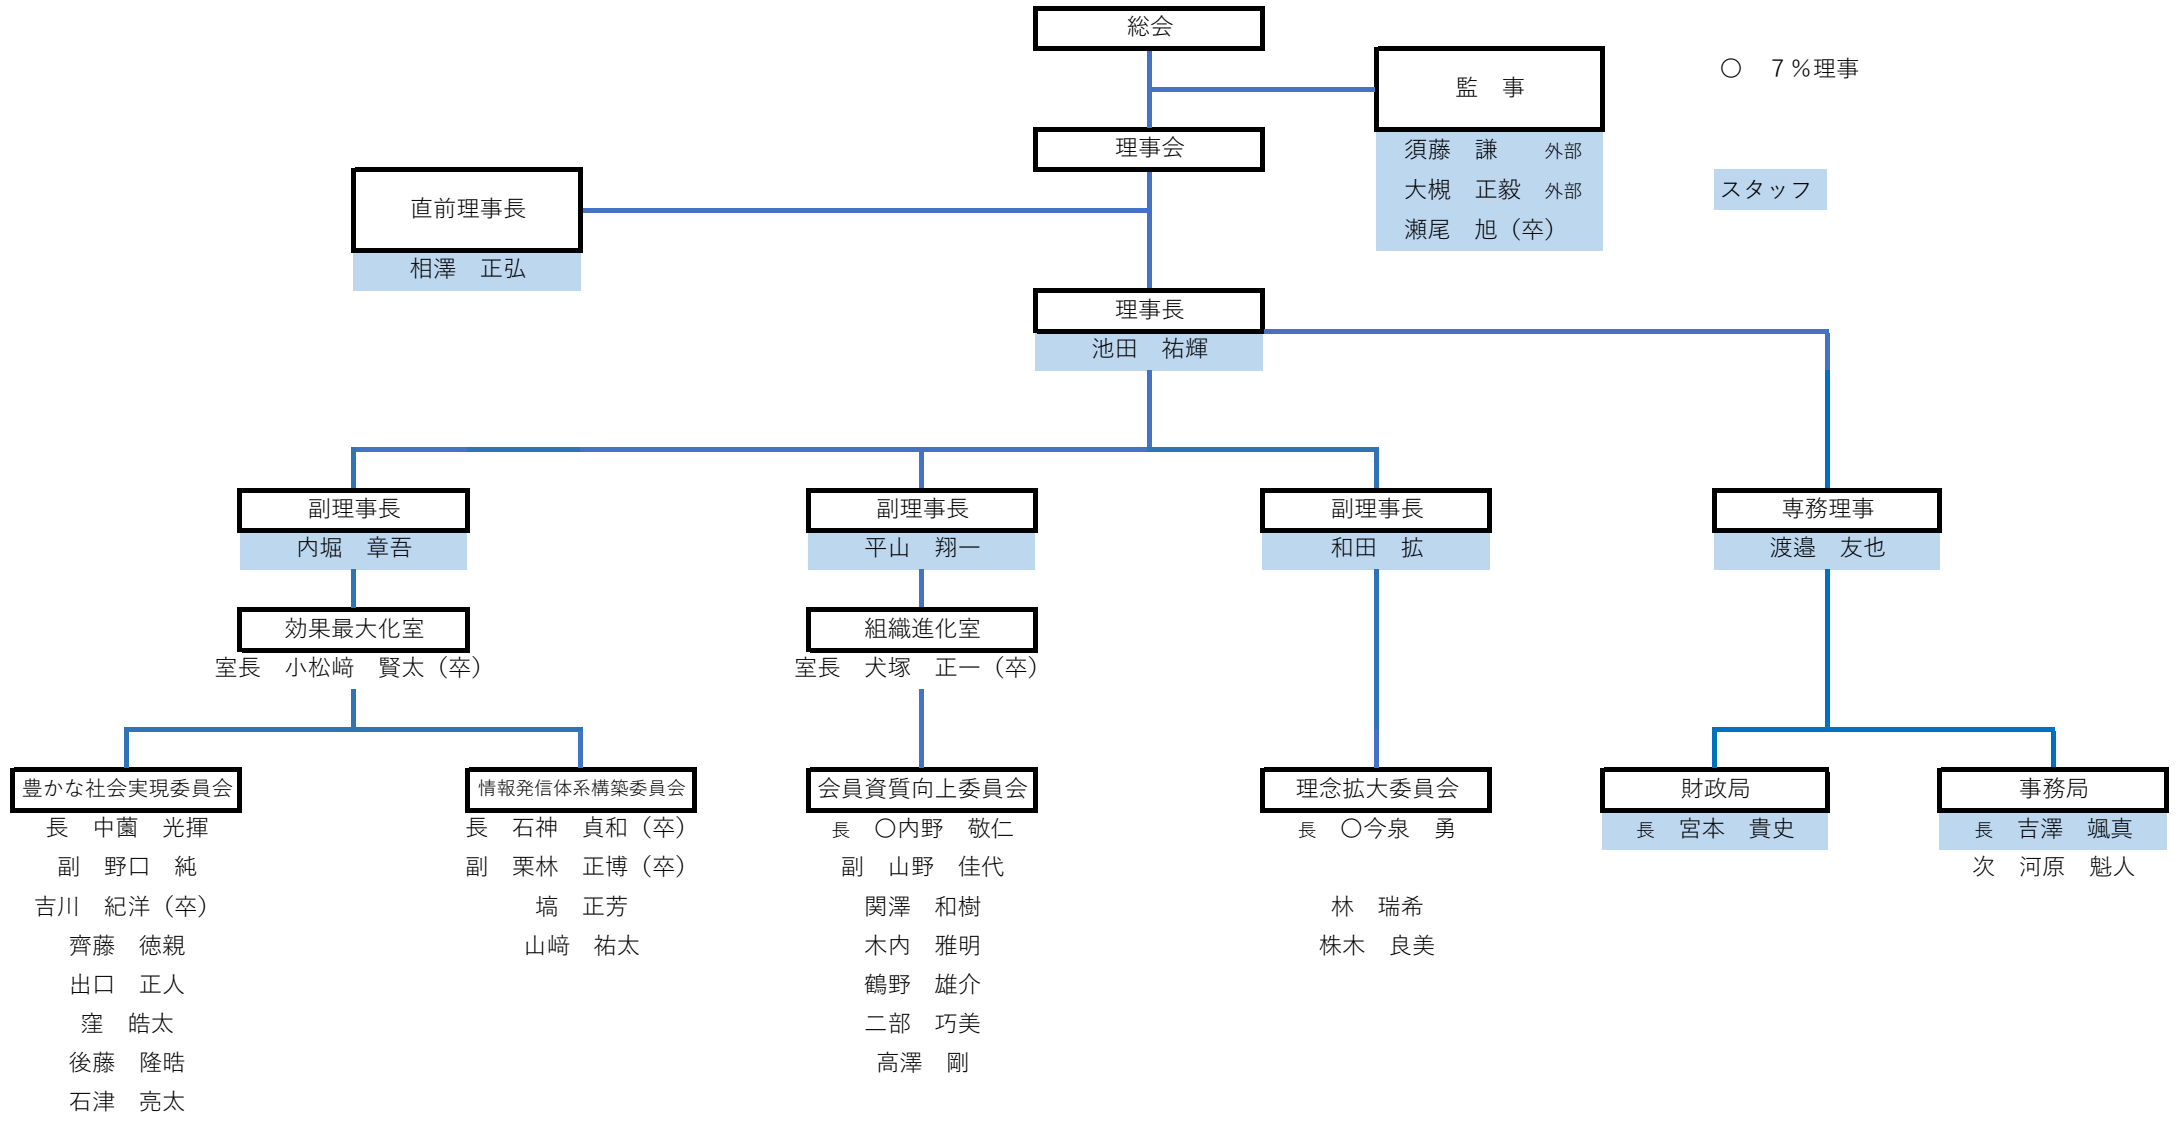 総会
監　事
〇　７％理事
須藤　謙　外部
大槻　正毅　外部
瀬尾　旭（卒）
スタッフ
理事会
直前理事長
相澤　正弘
理事長
池田　祐輝
副理事長
内堀　章吾
副理事長
平山　翔一
副理事長
和田　拡
専務理事
渡邉　友也
効果最大化室
室長　小松﨑　賢太（卒）
組織進化室
室長　犬塚　正一（卒）
豊かな社会実現委員会
長　中薗　光揮
副　野口　純
吉川　紀洋（卒）
齊藤　徳親
出口　正人
窪　皓太
後藤　隆晧
石津　亮太
情報発信体系構築委員会
長　石神　貞和（卒）
副　栗林　正博（卒）
塙　正芳
山﨑　祐太
会員資質向上委員会
長　〇内野　敬仁
副　山野　佳代
関澤　和樹
木内　雅明
鶴野　雄介
二部　巧美
高澤　剛
理念拡大委員会
長　〇今泉　勇
林　瑞希
株木　良美
財政局
長　宮本　貴史
事務局
長　吉澤　颯真
次　河原　魁人